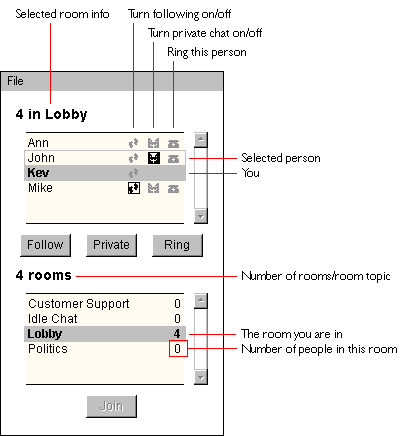 Selected room info
Turn following on/off
Turn private chat on/off
Ring this person
File
4 in Lobby
Ann
John
Selected person
Kev
You
Mike
Follow Private Ring
4 rooms
Number of rooms/room topic
Customer Support 0
Idle Chat 0
Lobby 4
The room you are in
Politics 0
Number of people in this room
Join